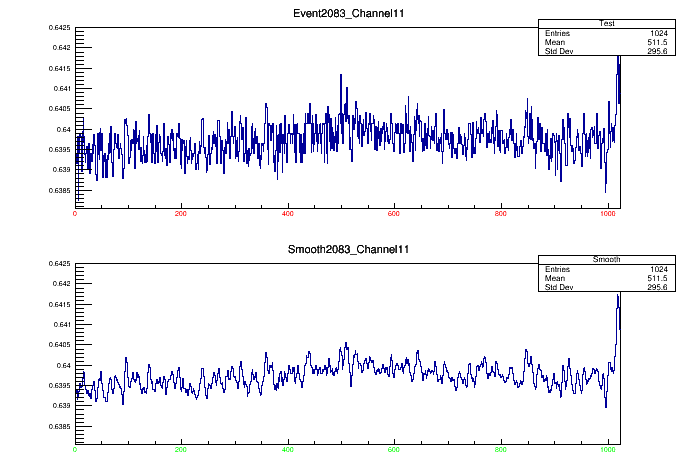 Event2083_Channel11
Test
Entries 1024
Mean 511.5
Std Dev 295.6
0.6425
0.642
0.6415
0.641
0.6405
0.64
0.6395
0.639
0.6385
0 200 400 600 800 1000
Smooth2083_Channel11
Smooth
Entries 1024
Mean 511.5
Std Dev 295.6
0.6425
0.642
0.6415
0.641
0.6405
0.64
0.6395
0.639
0.6385
0 200 400 600 800 1000